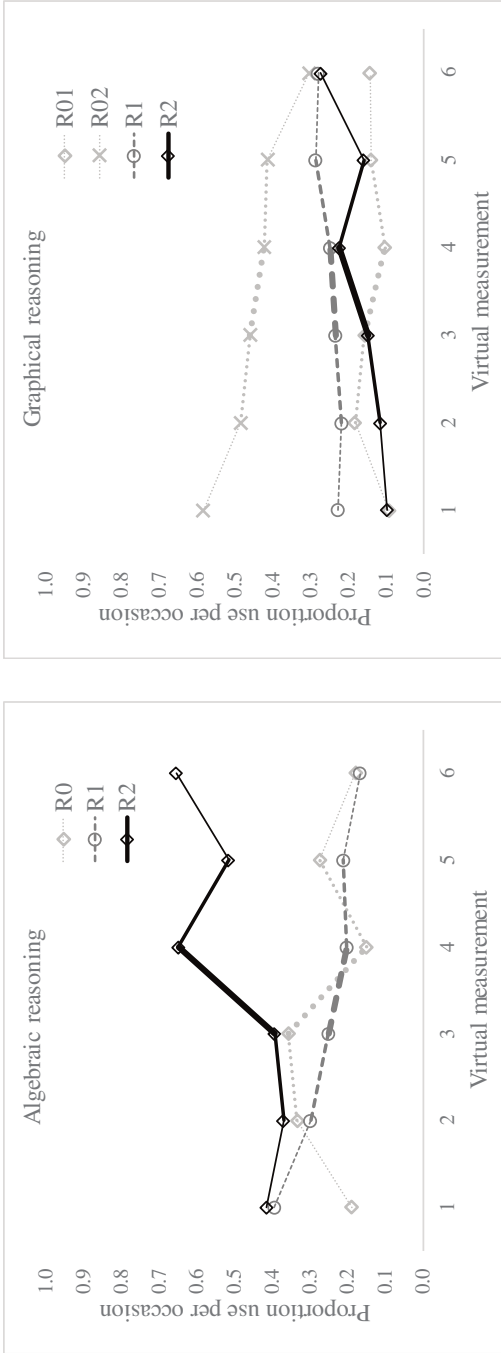 Algebraic reasoning
Proportion use per occasion
1.0
0.9
0.8
0.7
0.6
0.5
0.4
0.3
0.2
0.1
0.0
1 2 3 4 5 6
Virtual measurement
R0
R1
R2
Graphical reasoning
Proportion use per occasion
1.0
0.9
0.8
0.7
0.6
0.5
0.4
0.3
0.2
0.1
0.0
1 2 3 4 5 6
Virtual measurement
R01
R02
R1
R2